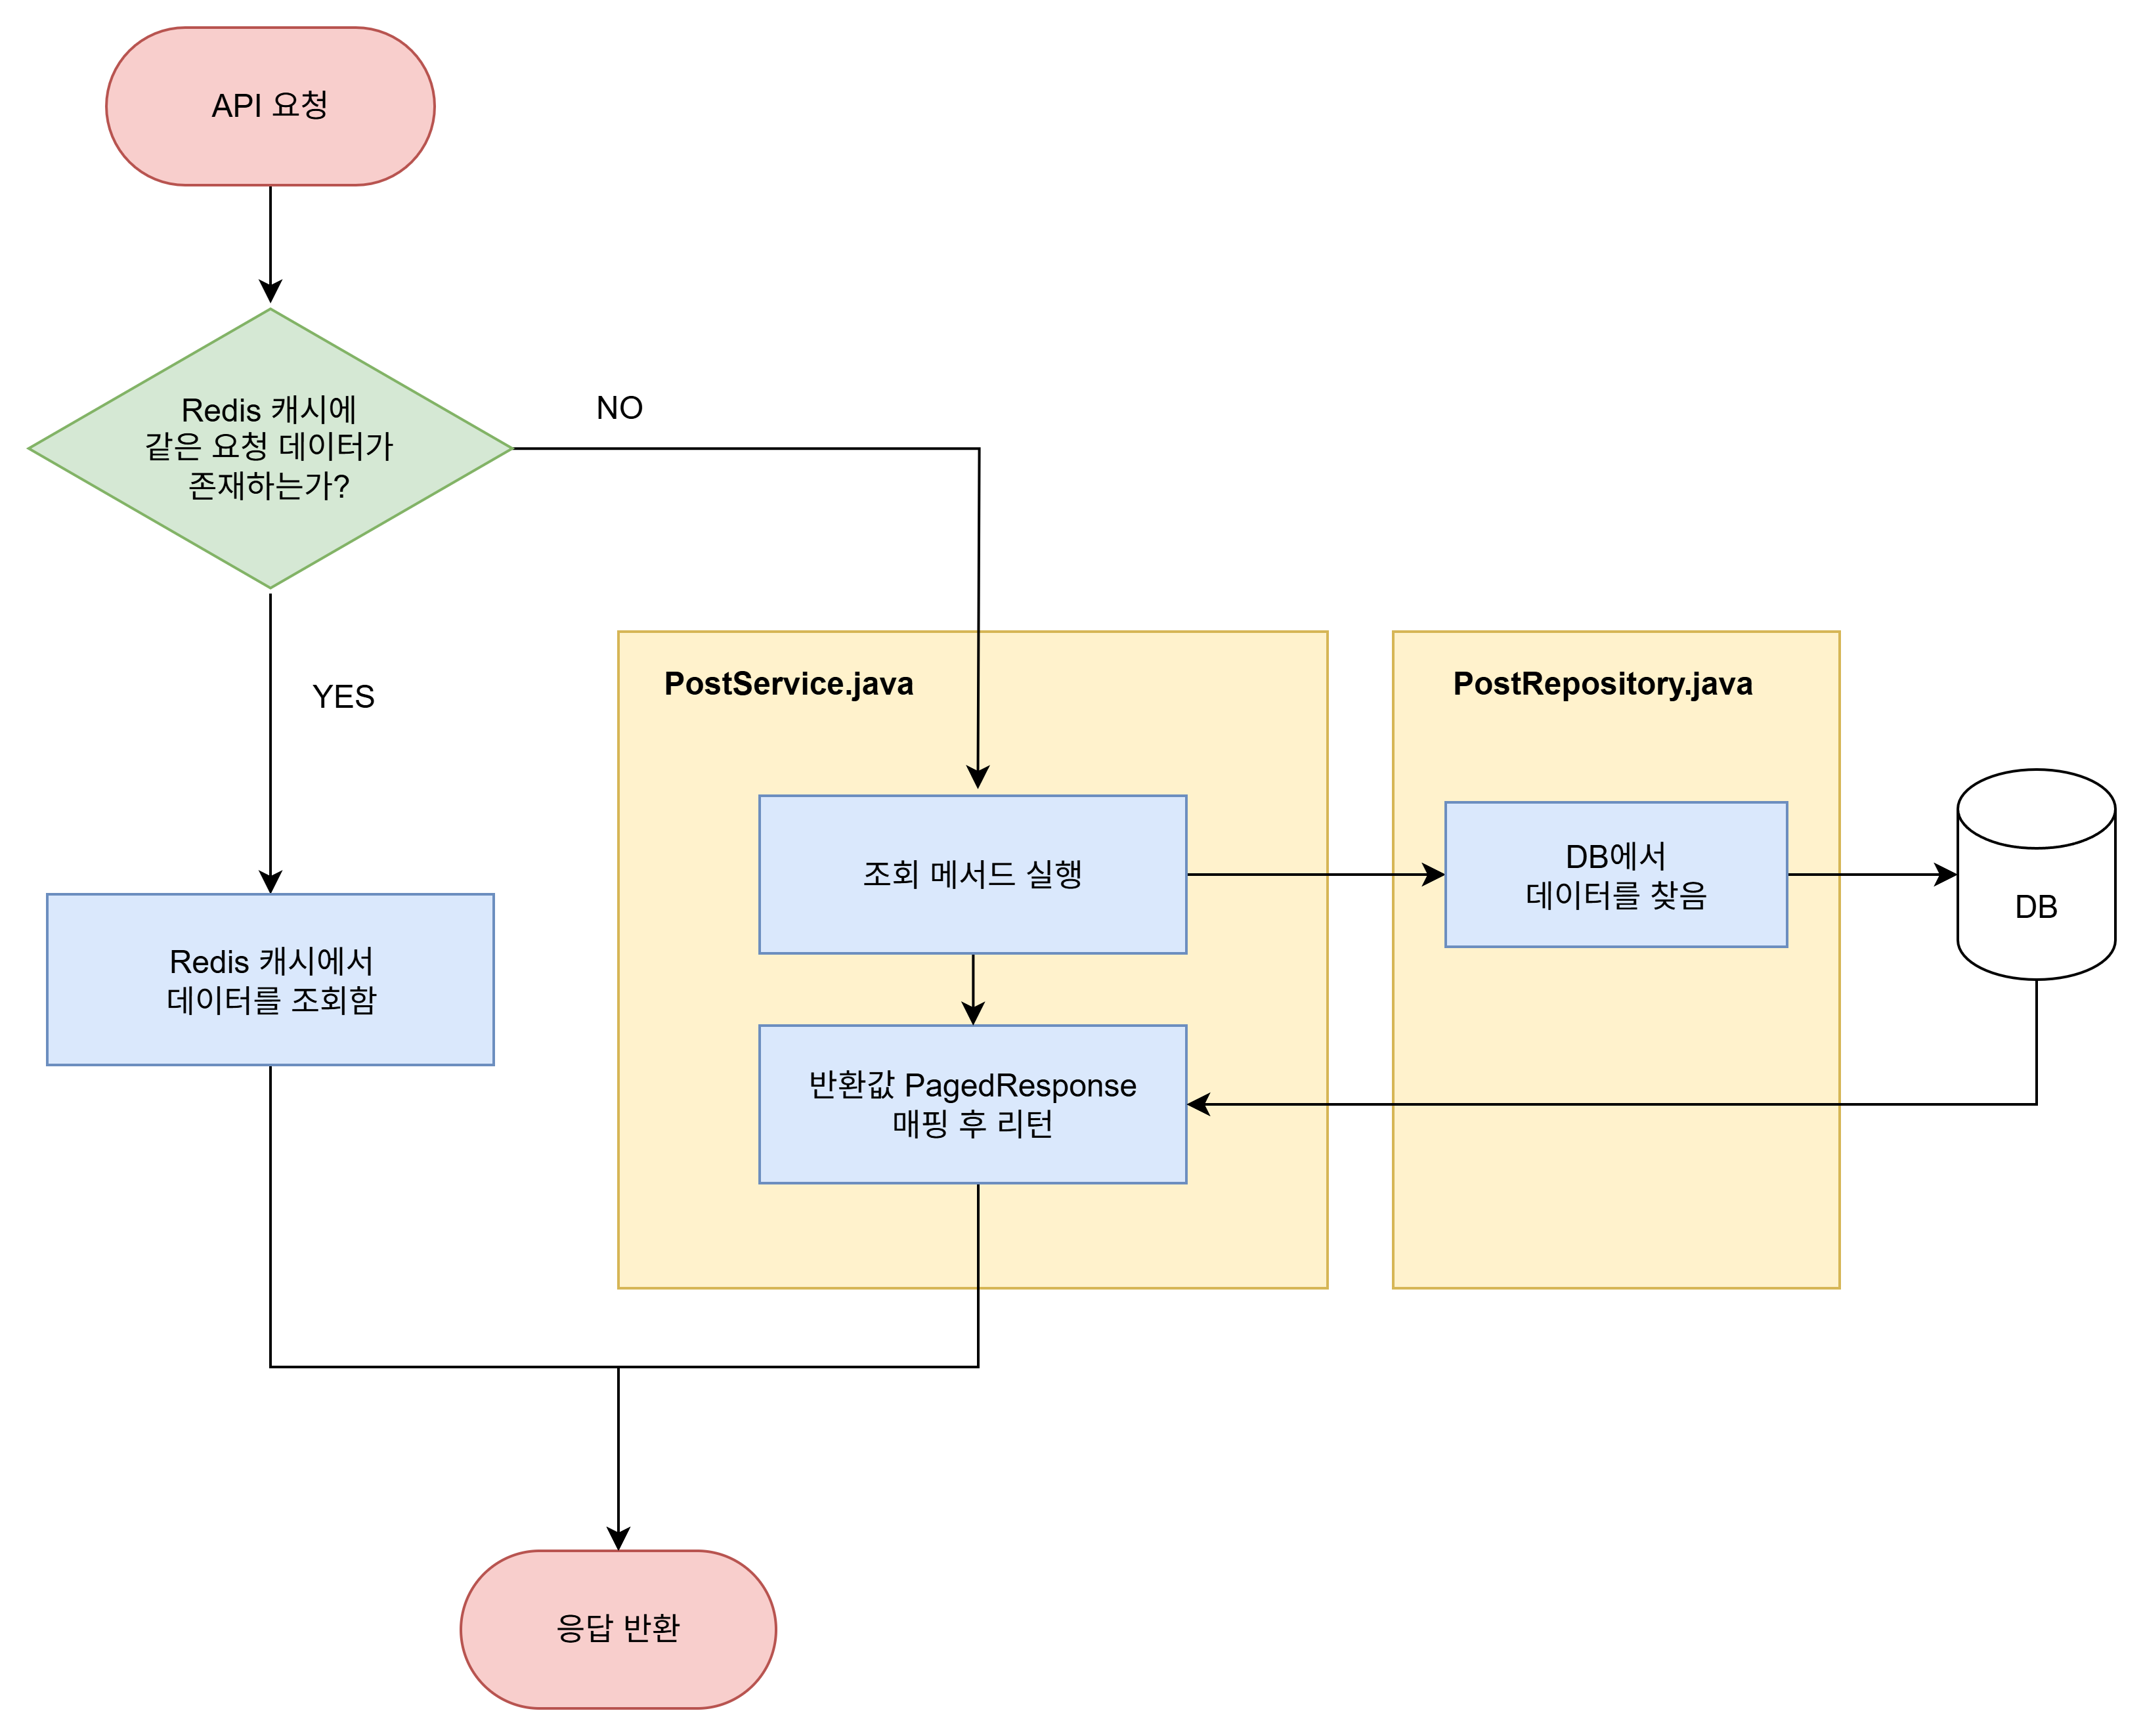 API 요청
Redis 캐시에
같은 요청 데이터가
존재하는가?
NO
YES
PostService.java
PostRepository.java
조회 메서드 실행
DB에서
데이터를 찾음
DB
Redis 캐시에서
데이터를 조회함
반환값 PagedResponse
매핑 후 리턴
응답 반환